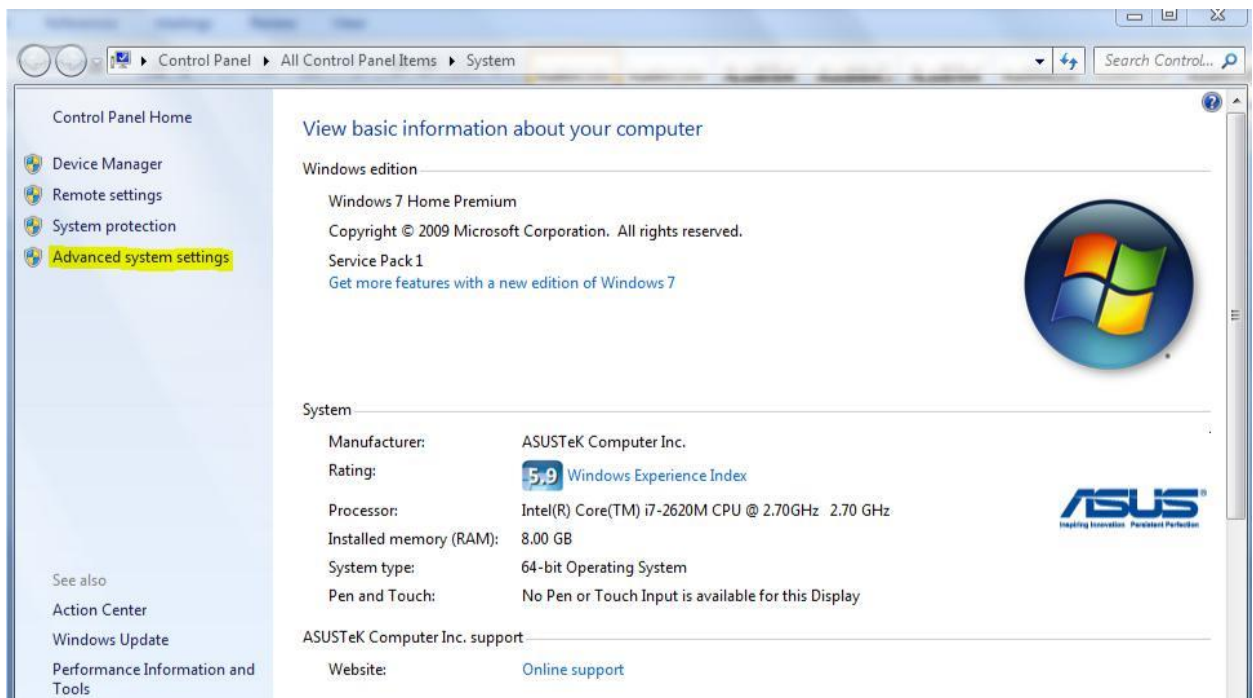 Control Panel All Control Panel Items System
Search Control...
Control Panel Home
Device Manager
Remote settings
System protection
Advanced system settings
See also
Action Center
Windows Update
Performance Information and
Tools
View basic information about your computer
Windows edition
Windows 7 Home Premium
Copyright © 2009 Microsoft Corporation. All rights reserved.
Service Pack 1
Get more features with a new edition of Windows 7
System
Manufacturer: ASUSTeK Computer Inc.
Rating: 5.9 Windows Experience Index
Processor: Intel(R) Core(TM) i7-2620M CPU @ 2.70GHz 2.70 GHz
Installed memory (RAM): 8.00 GB
System type: 64-bit Operating System
Pen and Touch: No Pen or Touch Input is available for this Display
ASUS
Inspiring Innovation Persistent Perfection
ASUSTeK Computer Inc. support
Website: Online support